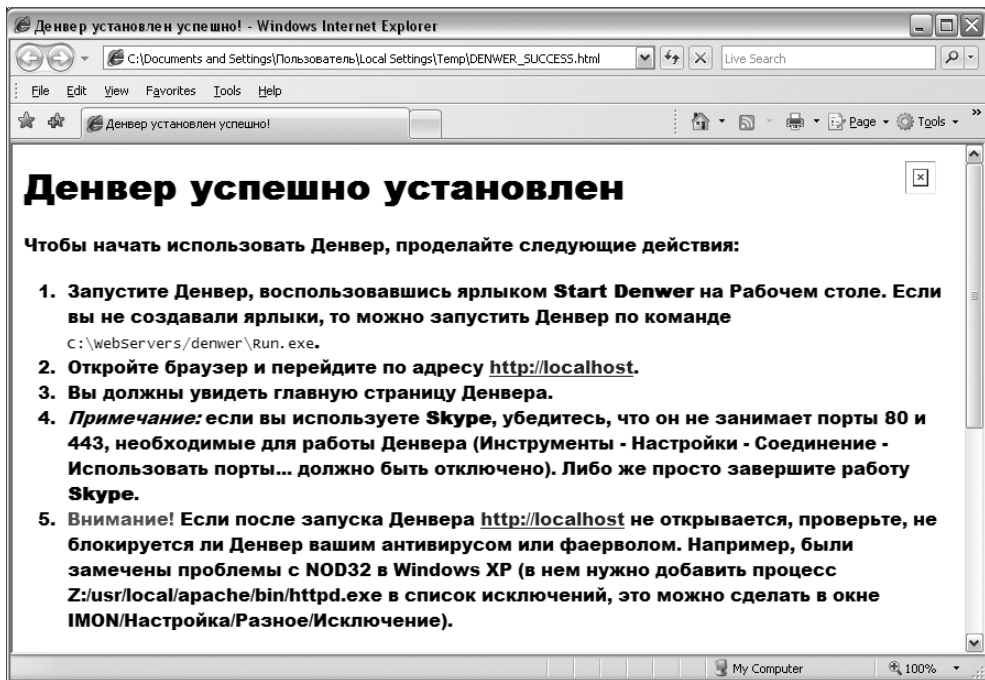 Денвер установлен успешно! - Windows Internet Explorer
C:\Documents and Settings\Пользователь\Local Settings\Temp\DENWER_SUCCESS.html
Live Search
File Edit View Favorites Tools Help
Денвер установлен успешно!
Page Tools
Денвер успешно установлен
Чтобы начать использовать Денвер, проделайте следующие действия:
1. Запустите Денвер, воспользовавшись ярлыком Start Denwer на Рабочем столе. Если
вы не создавали ярлыки, то можно запустить Денвер по команде
C:\WebServers/denwer\Run.exe.
2. Откройте браузер и перейдите по адресу http://localhost.
3. Вы должны увидеть главную страницу Денвера.
4. Примечание: если вы используете Skype, убедитесь, что он не занимает порты 80 и
443, необходимые для работы Денвера (Инструменты - Настройки - Соединение -
Использовать порты... должно быть отключено). Либо же просто завершите работу
Skype.
5. Внимание! Если после запуска Денвера http://localhost не открывается, проверьте, не
блокируется ли Денвер вашим антивирусом или фаерволом. Например, были
замечены проблемы с NOD32 в Windows XP (в нем нужно добавить процесс
Z:/usr/local/apache/bin/httpd.exe в список исключений, это можно сделать в окне
IMON/Настройка/Разное/Исключение).
My Computer
100%